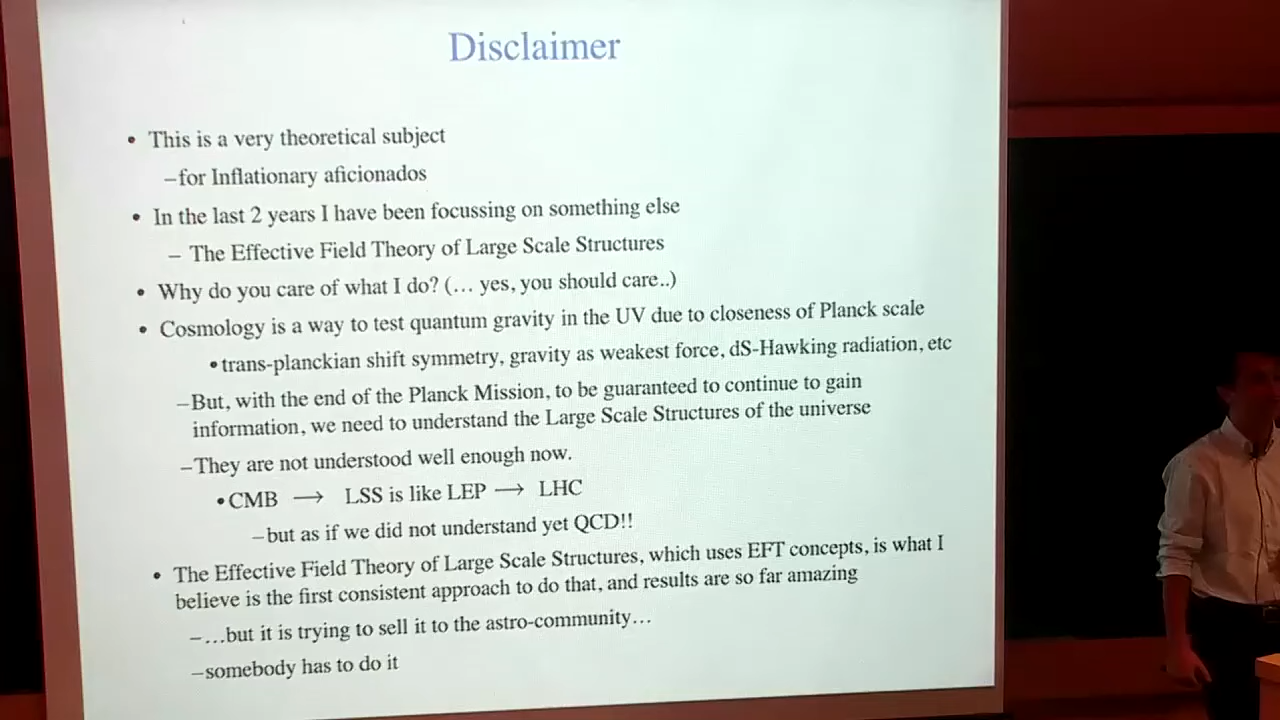 Disclaimer
• This is a very theoretical subject
–for Inflationary aficionados
• In the last 2 years I have been focussing on something else
– The Effective Field Theory of Large Scale Structures
• Why do you care of what I do? (… yes, you should care..)
• Cosmology is a way to test quantum gravity in the UV due to closeness of Planck scale
• trans-planckian shift symmetry, gravity as weakest force, dS-Hawking radiation, etc
–But, with the end of the Planck Mission, to be guaranteed to continue to gain
information, we need to understand the Large Scale Structures of the universe
–They are not understood well enough now.
• CMB → LSS is like LEP → LHC
–but as if we did not understand yet QCD!!
• The Effective Field Theory of Large Scale Structures, which uses EFT concepts, is what I
believe is the first consistent approach to do that, and results are so far amazing
–…but it is trying to sell it to the astro-community…
–somebody has to do it